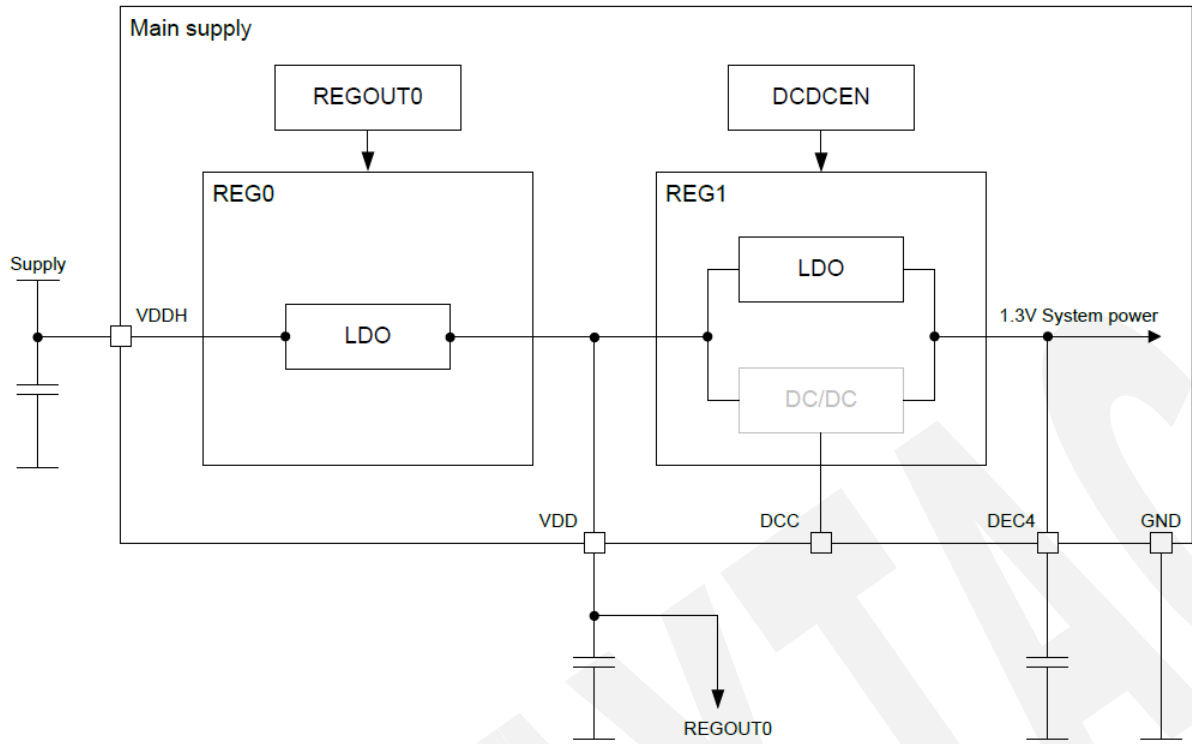 Main supply
REGOUT0
DCDCEN
REG0
REG1
Supply
VDDH
LDO
LDO
1.3V System power
DC/DC
VDD
DCC
DEC4
GND
REGOUT0